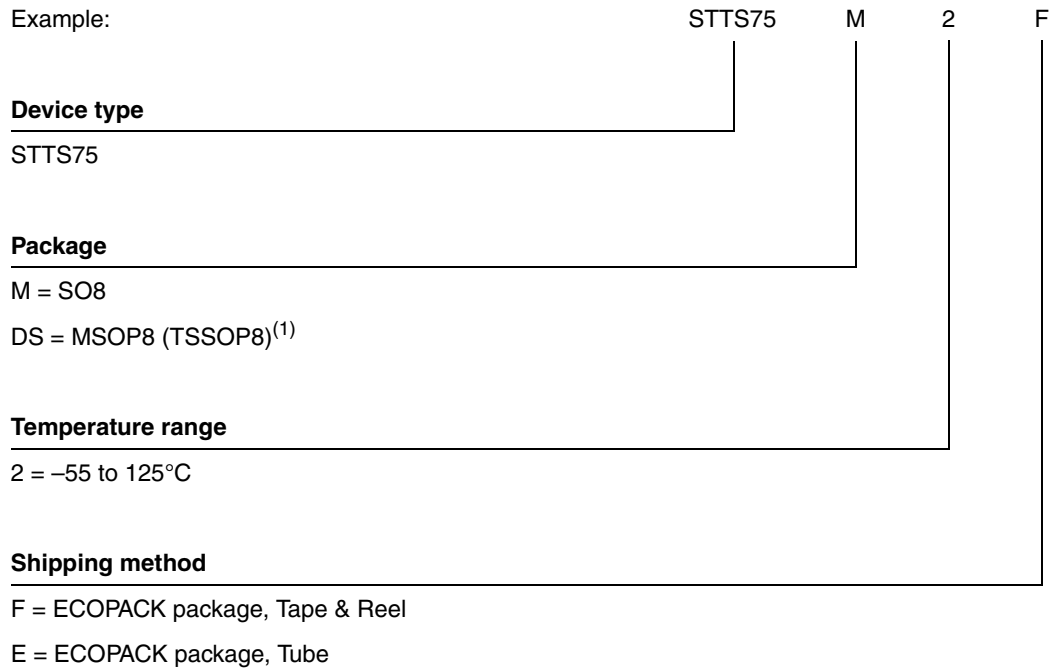 Example: STTS75 M 2 F
Device type
STTS75
Package
M = SO8
DS = MSOP8 (TSSOP8)(1)
Temperature range
2 = –55 to 125°C
Shipping method
F = ECOPACK package, Tape & Reel
E = ECOPACK package, Tube